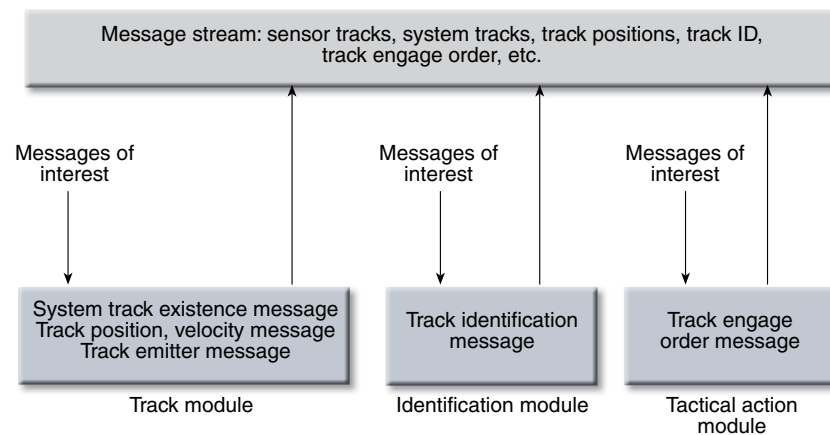 Message stream: sensor tracks, system tracks, track positions, track ID,
track engage order, etc.
Messages of
interest
Messages of
interest
Messages of
interest
System track existence message
Track position, velocity message
Track emitter message
Track identification
message
Track engage
order message
Track module
Identification module
Tactical action
module